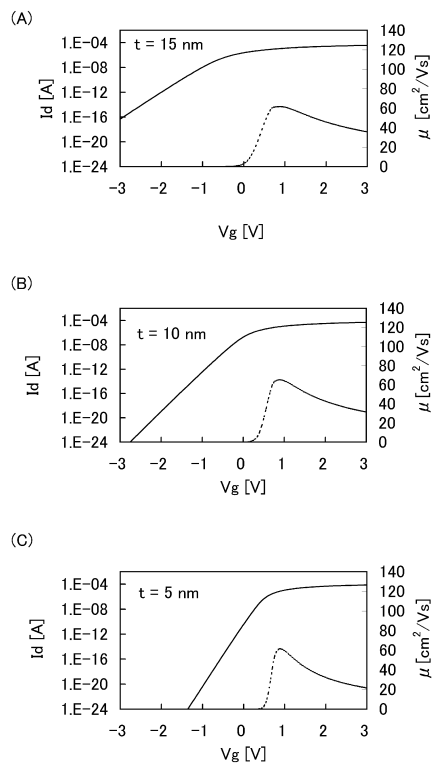 (A)
t = 15 nm
1.E-04
1.E-08
1.E-12
1.E-16
1.E-20
1.E-24
Id [A]
140
120
100
80
60
40
20
0
μ [cm²/Vs]
-3 -2 -1 0 1 2 3
Vg [V]
(B)
t = 10 nm
1.E-04
1.E-08
1.E-12
1.E-16
1.E-20
1.E-24
Id [A]
140
120
100
80
60
40
20
0
μ [cm²/Vs]
-3 -2 -1 0 1 2 3
Vg [V]
(C)
t = 5 nm
1.E-04
1.E-08
1.E-12
1.E-16
1.E-20
1.E-24
Id [A]
140
120
100
80
60
40
20
0
μ [cm²/Vs]
-3 -2 -1 0 1 2 3
Vg [V]